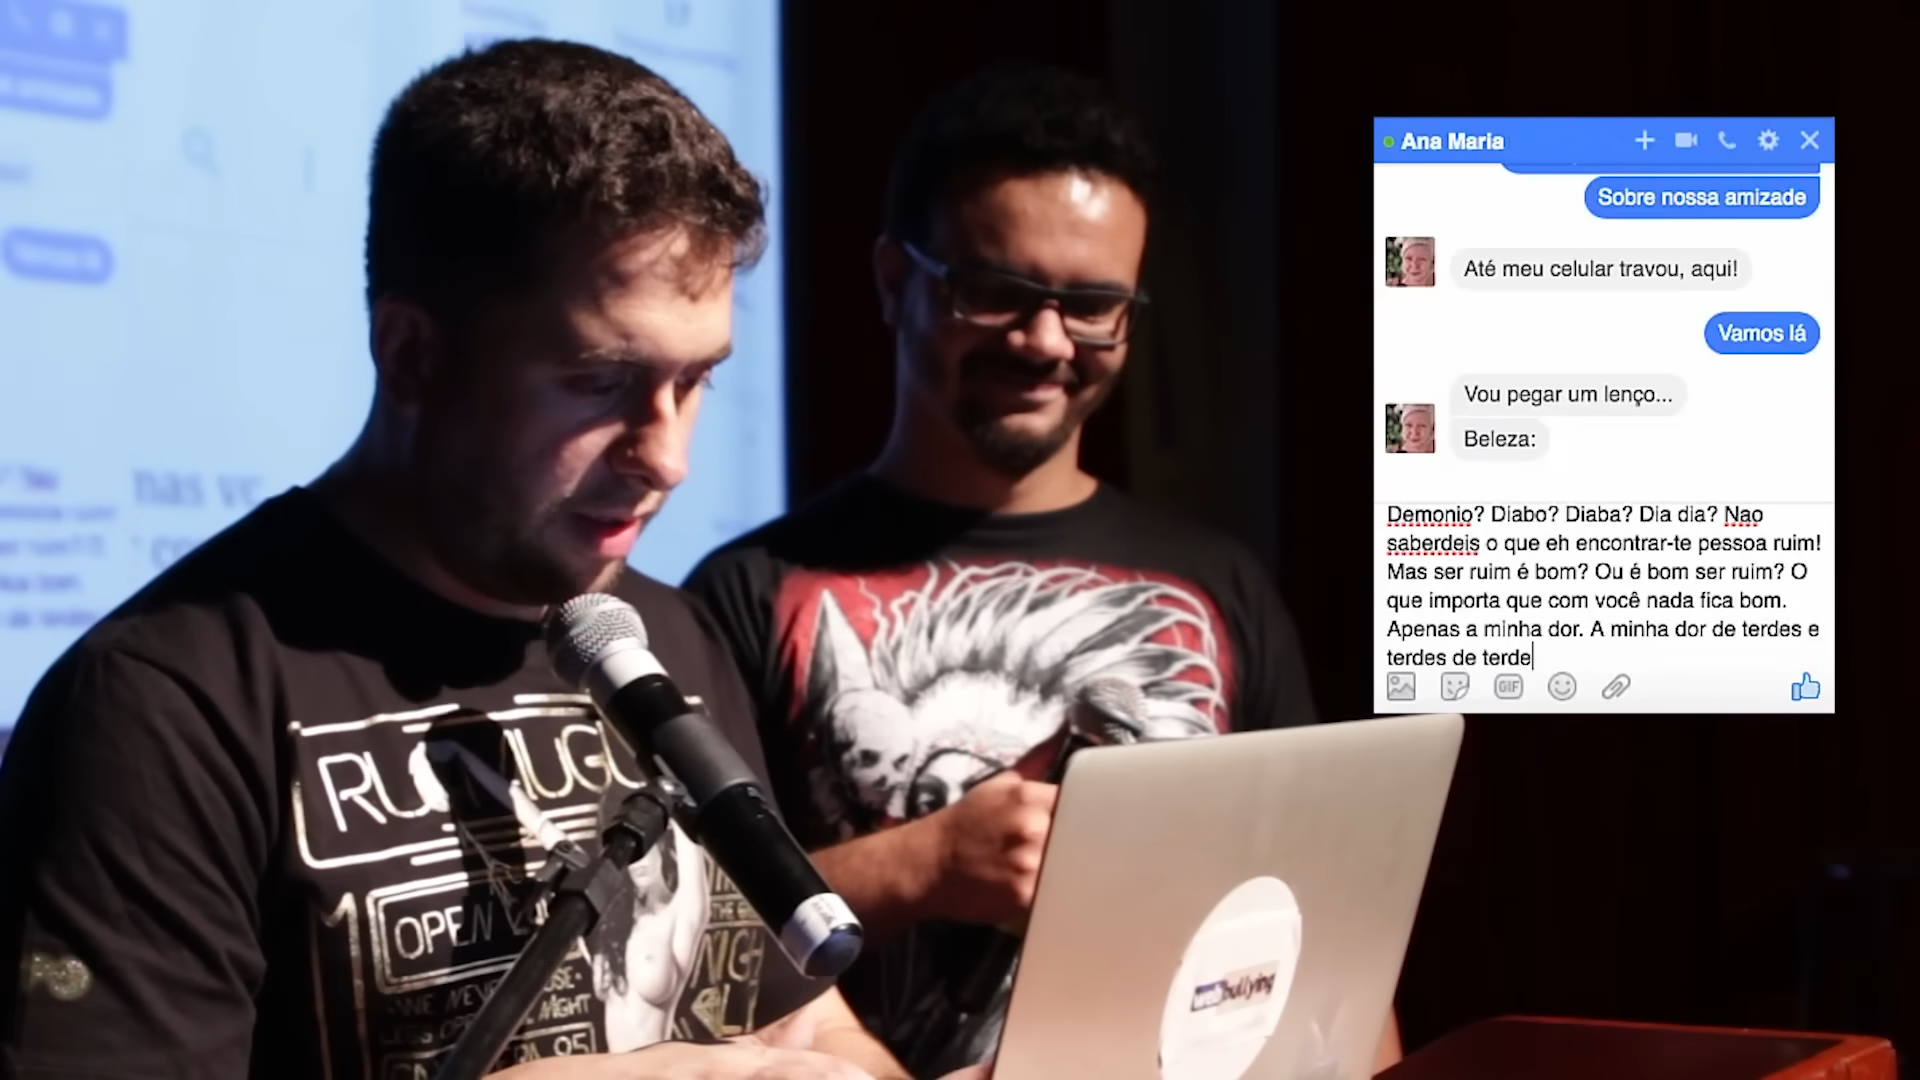 Ana Maria
Sobre nossa amizade
Até meu celular travou, aqui!
Vamos lá
Vou pegar um lenço...
Beleza:
Demonio? Diabo? Diaba? Dia dia? Nao
saberdeis o que eh encontrar-te pessoa ruim!
Mas ser ruim é bom? Ou é bom ser ruim? O
que importa que com você nada fica bom.
Apenas a minha dor. A minha dor de terdes e
terdes de terde
GIF
nas vc
OPEN
webbullying